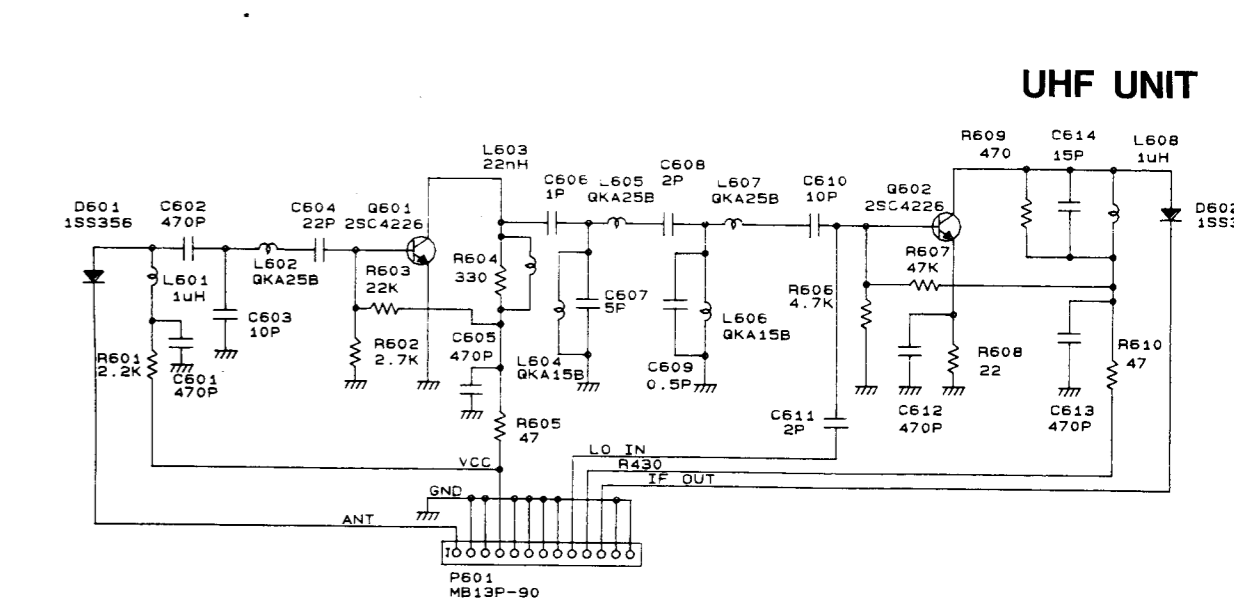 UHF UNIT
R609
470
C614
15P
L608
1uH
L603
22nH
C606
1P
L605
QKA25B
C608
2P
L607
QKA25B
C610
10P
Q602
2SC4226
D602
1SS3
D601
1SS356
C602
470P
C604
22P
Q601
2SC4226
L602
QKA25B
L601
1uH
C603
10P
R603
22K
R604
330
R607
47K
R606
4.7K
C607
5P
L606
QKA15B
R601
2.2K
C601
470P
R602
2.7K
C605
470P
L604
QKA15B
C609
0.5P
R608
22
R610
47
C611
2P
C612
470P
C613
470P
R605
47
VCC
LO IN
R430
IF OUT
GND
ANT
1
P601
MB13P-90